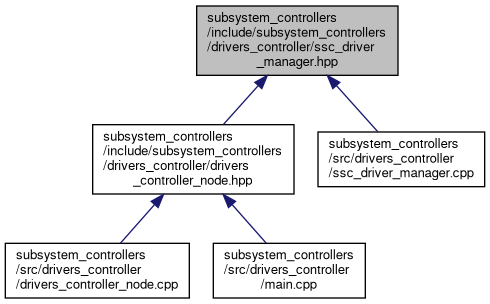 subsystem_controllers
/include/subsystem_controllers
/drivers_controller/ssc_driver
_manager.hpp
subsystem_controllers
/include/subsystem_controllers
/drivers_controller/drivers
_controller_node.hpp
subsystem_controllers
/src/drivers_controller
/ssc_driver_manager.cpp
subsystem_controllers
/src/drivers_controller
/drivers_controller_node.cpp
subsystem_controllers
/src/drivers_controller
/main.cpp